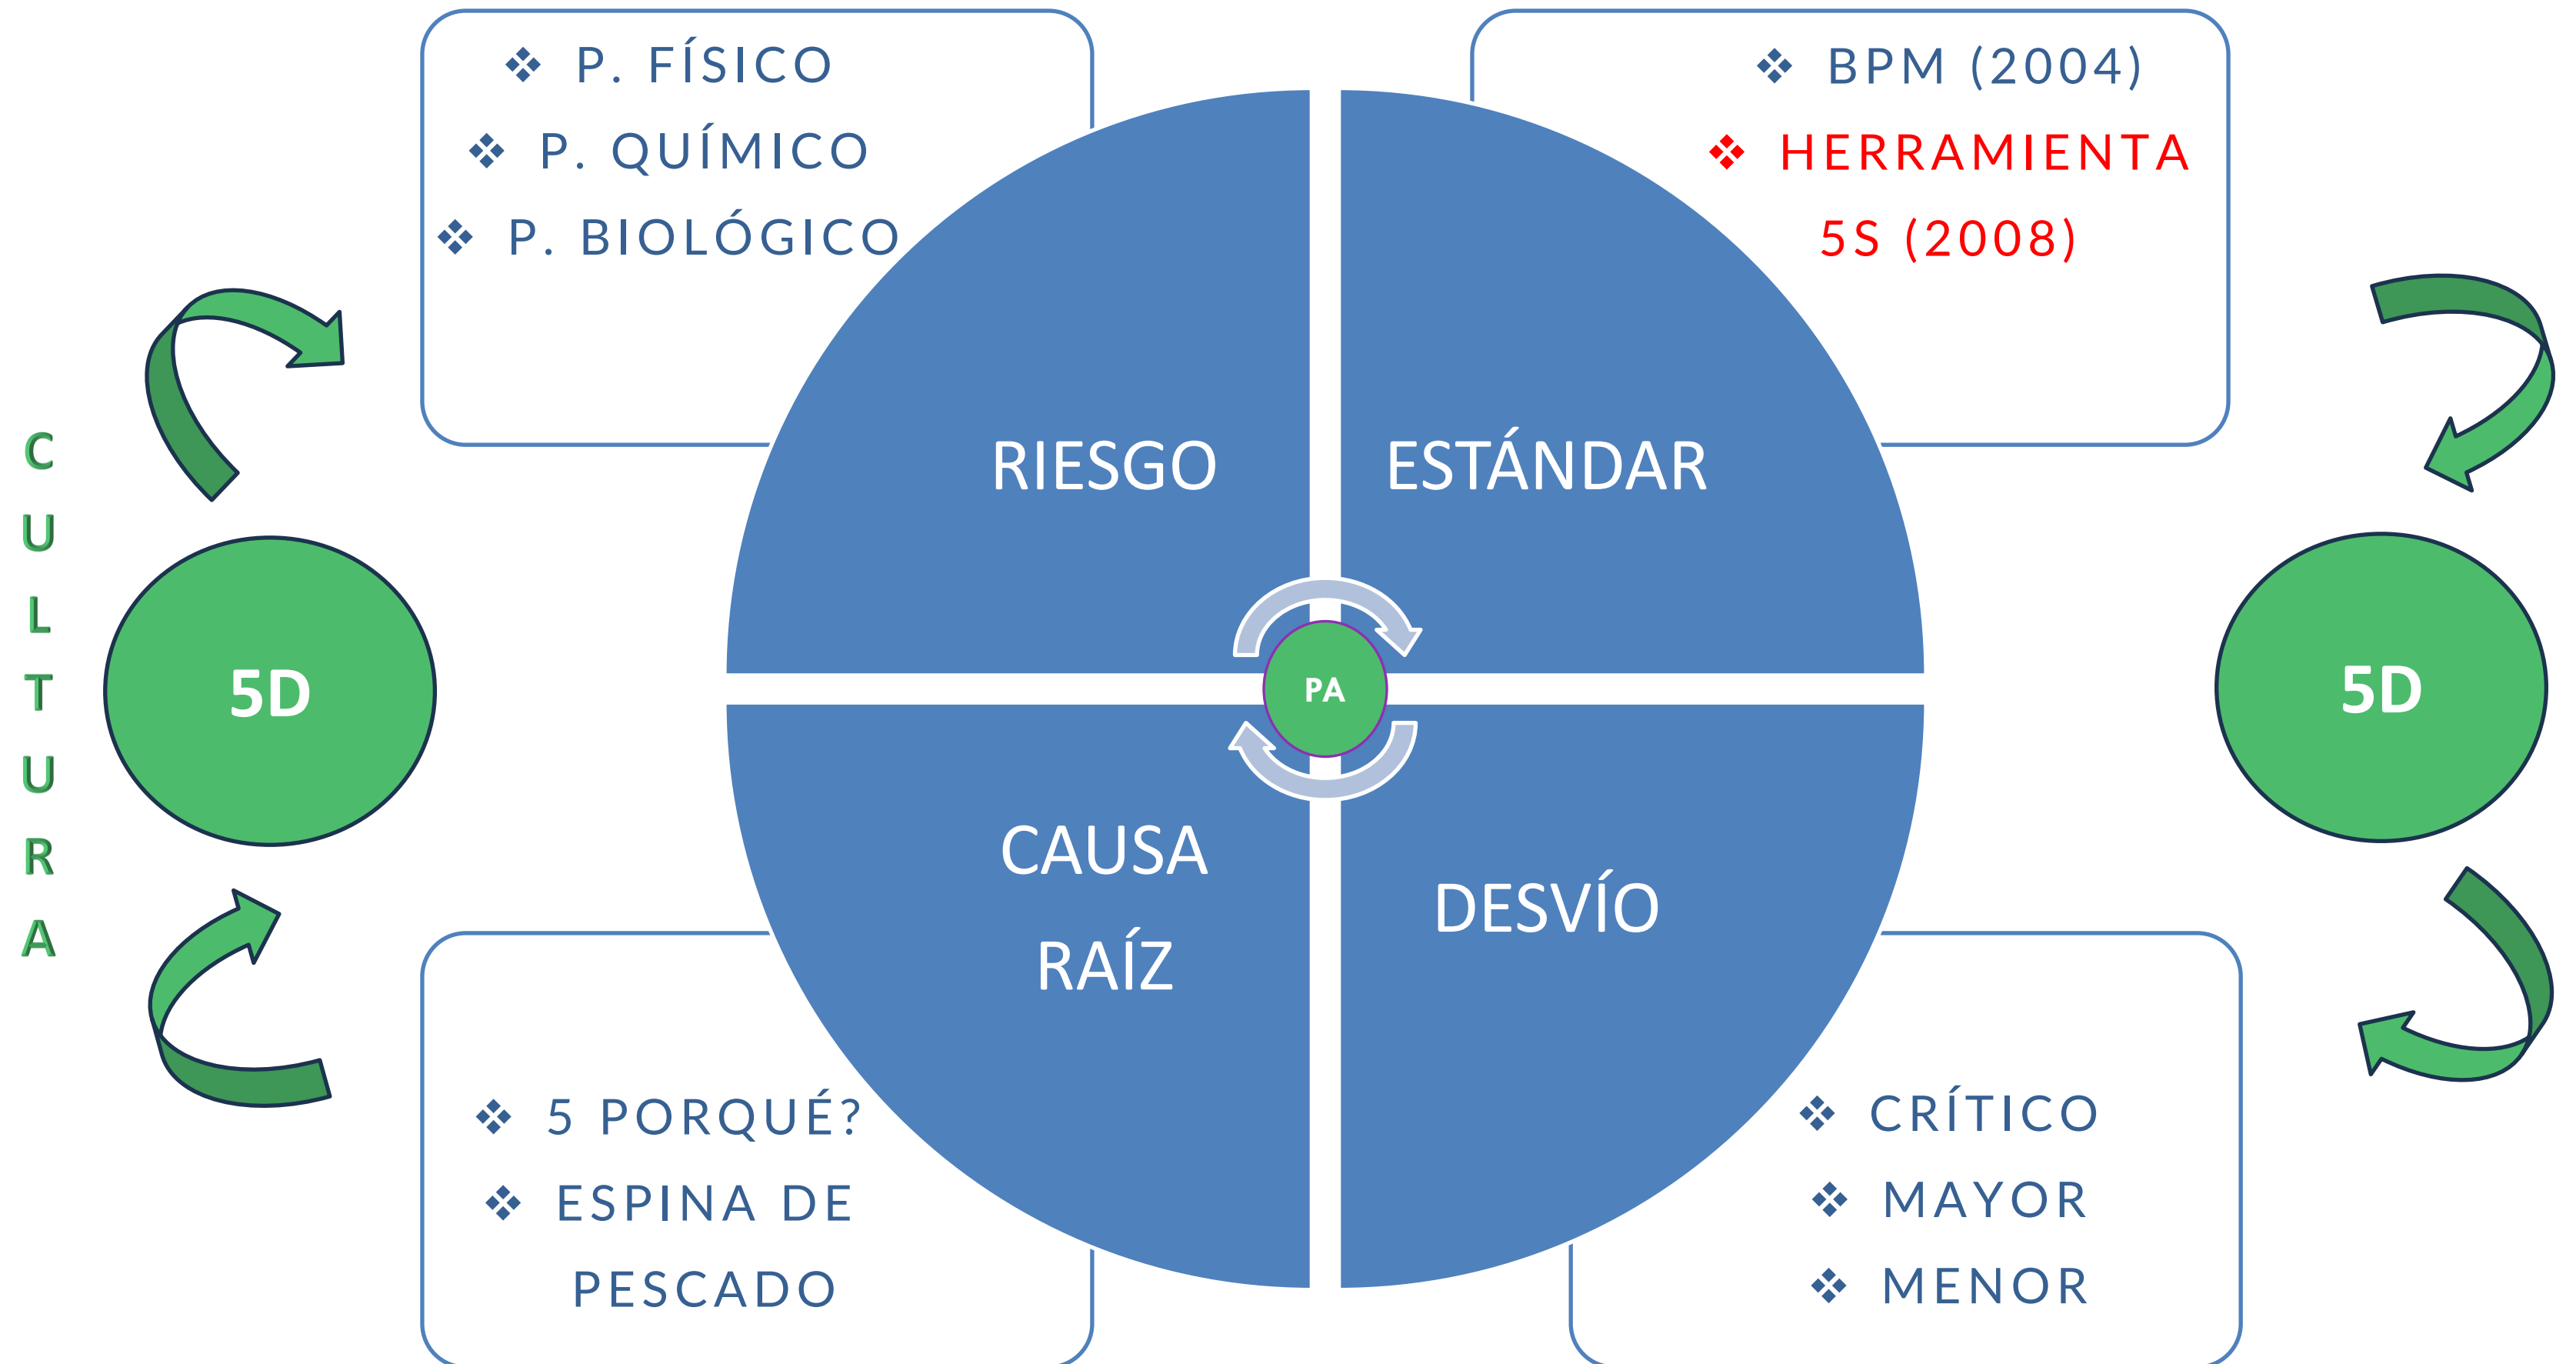 ❖ P. FÍSICO
❖ P. QUÍMICO
❖ P. BIOLÓGICO
❖ BPM (2004)
❖ HERRAMIENTA
5S (2008)
RIESGO
ESTÁNDAR
CULTURA
5D
PA
5D
CAUSA
RAÍZ
DESVÍO
❖ 5 PORQUÉ?
❖ ESPINA DE
PESCADO
❖ CRÍTICO
❖ MAYOR
❖ MENOR